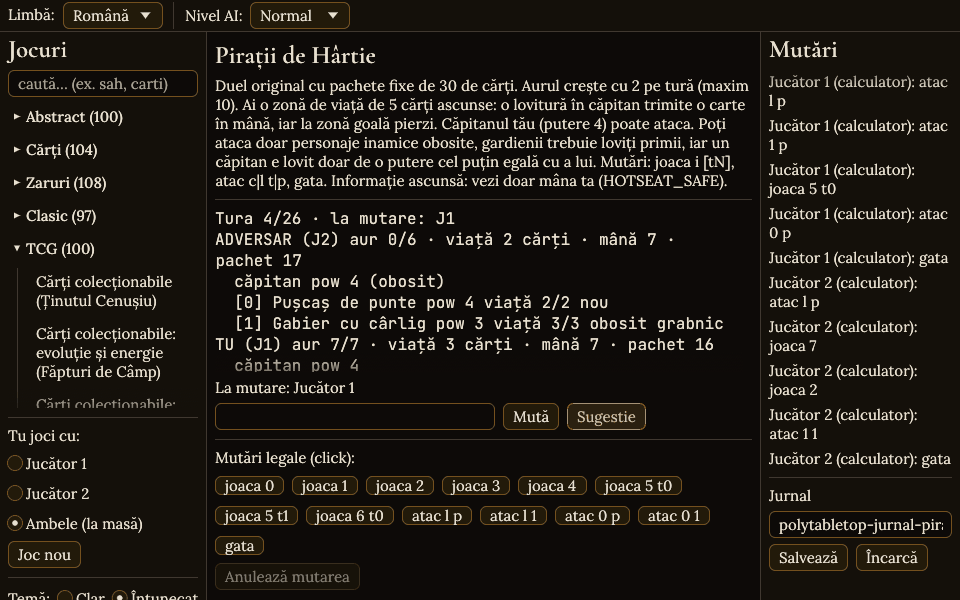 Limbă: Română ▼ Nivel AI: Normal ▼
Jocuri
caută... (ex. sah, carti)
▸ Abstract (100)
▸ Cărți (104)
▸ Zaruri (108)
▸ Clasic (97)
▾ TCG (100)
Cărți colecționabile
(Ținutul Cenușiu)
Cărți colecționabile:
evoluție și energie
(Făpturi de Câmp)
Cărți colecționabile:
Tu joci cu:
Jucător 1
Jucător 2
Ambele (la masă)
Joc nou
Temă: Clar Întunecat
Pirații de Hârtie
Duel original cu pachete fixe de 30 de cărți. Aurul crește cu 2 pe tură (maxim
10). Ai o zonă de viață de 5 cărți ascunse: o lovitură în căpitan trimite o carte
în mână, iar la zonă goală pierzi. Căpitanul tău (putere 4) poate ataca. Poți
ataca doar personaje inamice obosite, gardienii trebuie loviți primii, iar un
căpitan e lovit doar de o putere cel puțin egală cu a lui. Mutări: joaca i [tN],
atac c|l t|p, gata. Informație ascunsă: vezi doar mâna ta (HOTSEAT_SAFE).
Tura 4/26 · la mutare: J1
ADVERSAR (J2) aur 0/6 · viață 2 cărți · mână 7 ·
pachet 17
căpitan pow 4 (obosit)
[0] Pușcaș de punte pow 4 viață 2/2 nou
[1] Gabier cu cârlig pow 3 viață 3/3 obosit grabnic
TU (J1) aur 7/7 · viață 3 cărți · mână 7 · pachet 16
căpitan pow 4
La mutare: Jucător 1
Mută Sugestie
Mutări legale (click):
joaca 0 joaca 1 joaca 2 joaca 3 joaca 4 joaca 5 t0
joaca 5 t1 joaca 6 t0 atac l p atac l 1 atac 0 p atac 0 1
gata
Anulează mutarea
Mutări
Jucător 1 (calculator): atac
l p
Jucător 1 (calculator): atac
1 p
Jucător 1 (calculator):
joaca 5 t0
Jucător 1 (calculator): atac
0 p
Jucător 1 (calculator): gata
Jucător 2 (calculator):
atac l p
Jucător 2 (calculator):
joaca 7
Jucător 2 (calculator):
joaca 2
Jucător 2 (calculator):
atac 1 1
Jucător 2 (calculator): gata
Jurnal
polytabletop-jurnal-pira
Salvează Încarcă